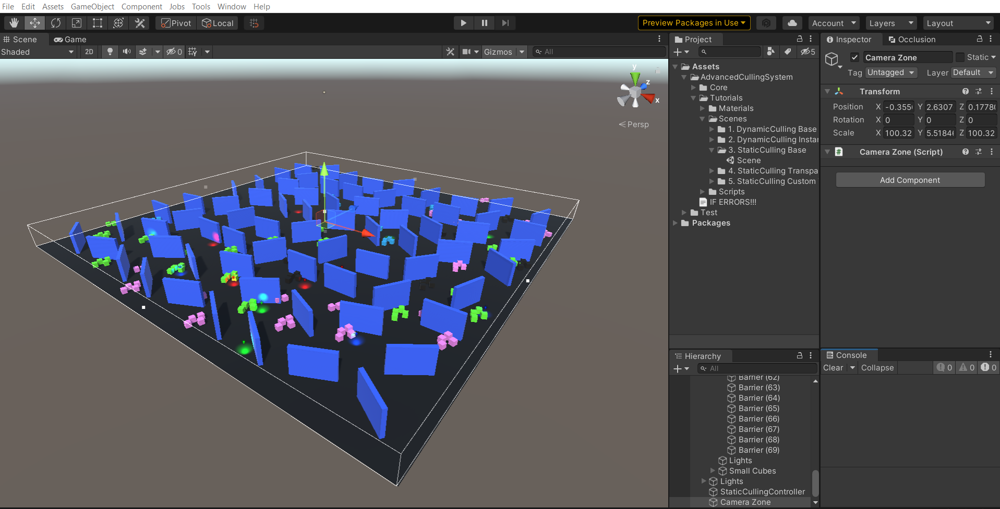 File Edit Assets GameObject Component Jobs Tools Window Help
Pivot Local Preview Packages in Use Account Layers Layout
Scene Game
Shaded 2D 0 Gizmos All
y
z
x
Persp
Project
5
Assets
AdvancedCullingSystem
Core
Tutorials
Materials
Scenes
1. DynamicCulling Base
2. DynamicCulling Instan
3. StaticCulling Base
Scene
4. StaticCulling Transpa
5. StaticCulling Custom
Scripts
IF ERRORS!!!
Test
Packages
Inspector Occlusion
Camera Zone Static
Tag Untagged Layer Default
Transform
Position X -0.355 Y 2.6307 Z 0.1778
Rotation X 0 Y 0 Z 0
Scale X 100.32 Y 5.5184 Z 100.32
# Camera Zone (Script)
Add Component
Hierarchy
All
Barrier (62)
Barrier (63)
Barrier (64)
Barrier (65)
Barrier (66)
Barrier (67)
Barrier (68)
Barrier (69)
Lights
Small Cubes
Lights
StaticCullingController
Camera Zone
Console
Clear Collapse 0 0 0